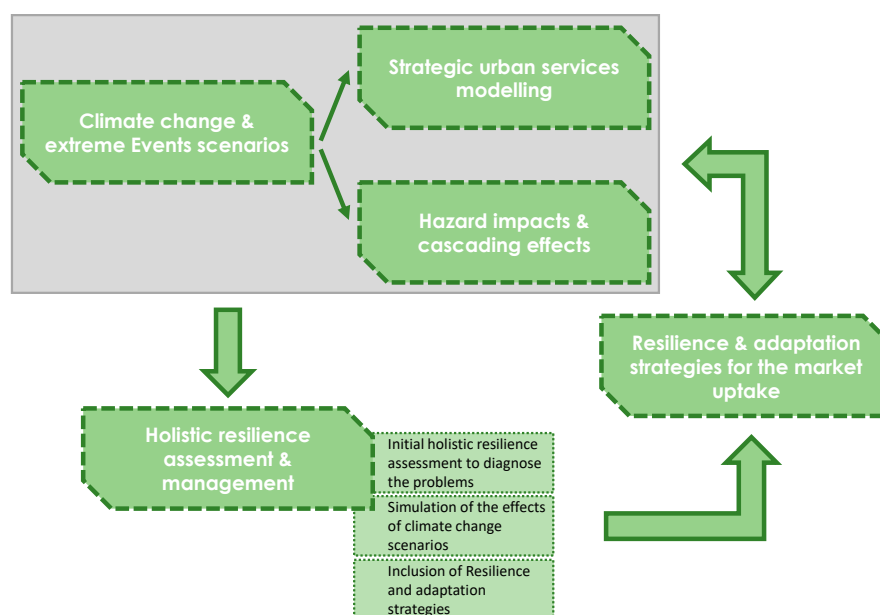 Strategic urban services
modelling
Climate change &
extreme Events scenarios
Hazard impacts &
cascading effects
Resilience & adaptation
strategies for the market
uptake
Holistic resilience
assessment &
management
Initial holistic resilience
assessment to diagnose
the problems
Simulation of the effects
of climate change
scenarios
Inclusion of Resilience
and adaptation
strategies